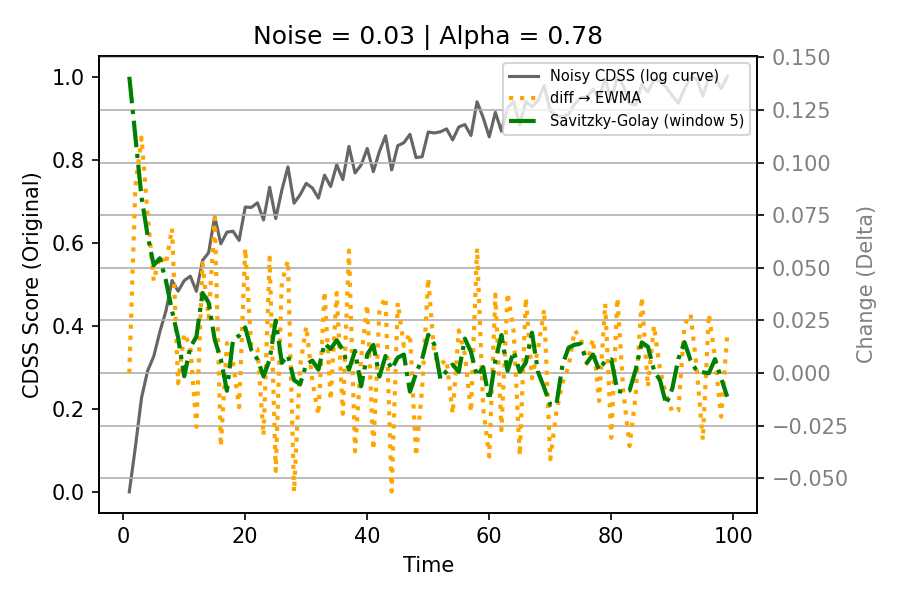 Noise = 0.03 | Alpha = 0.78
Noisy CDSS (log curve)
diff → EWMA
Savitzky-Golay (window 5)
CDSS Score (Original)
1.0
0.8
0.6
0.4
0.2
0.0
0.150
0.125
0.100
0.075
0.050
0.025
0.000
−0.025
−0.050
Change (Delta)
0 20 40 60 80 100
Time